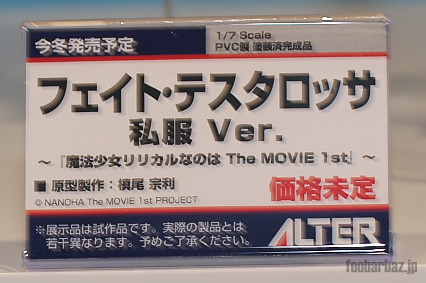 今冬発売予定
1/7 Scale
PVC製 塗装済完成品
フェイト・テスタロッサ
私服 Ver.
～『魔法少女リリカルなのは The MOVIE 1st』～
■ 原型製作：槙尾 宗利
© NANOHA The MOVIE 1st PROJECT
価格未定
※展示品は試作品です。実際の製品とは
若干異なります。予めご了承ください。
ALTER
foobarbaz.jp